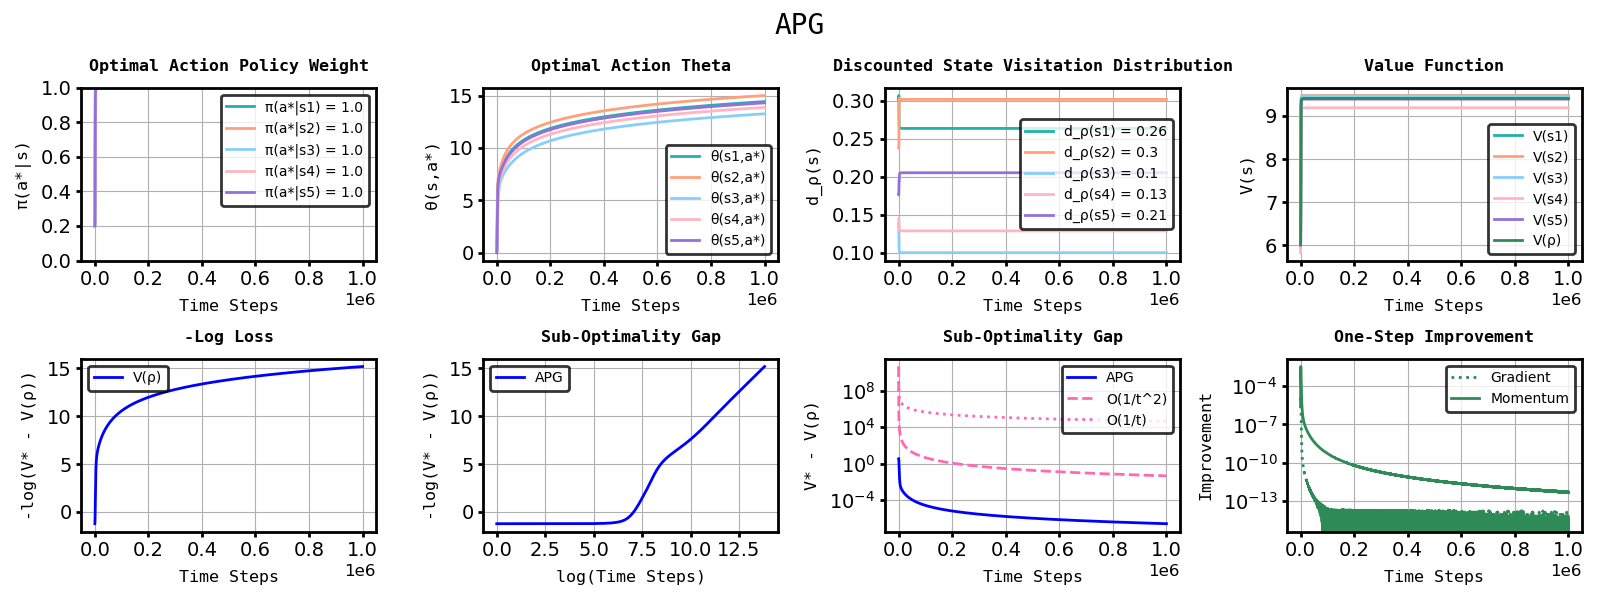 APG
Optimal Action Policy Weight
π(a*|s)
1.0
0.8
0.6
0.4
0.2
0.0
π(a*|s1) = 1.0
π(a*|s2) = 1.0
π(a*|s3) = 1.0
π(a*|s4) = 1.0
π(a*|s5) = 1.0
0.0 0.2 0.4 0.6 0.8 1.0
1e6
Time Steps
Optimal Action Theta
θ(s,a*)
15
10
5
0
θ(s1,a*)
θ(s2,a*)
θ(s3,a*)
θ(s4,a*)
θ(s5,a*)
0.0 0.2 0.4 0.6 0.8 1.0
1e6
Time Steps
Discounted State Visitation Distribution
d_ρ(s)
0.30
0.25
0.20
0.15
0.10
d_ρ(s1) = 0.26
d_ρ(s2) = 0.3
d_ρ(s3) = 0.1
d_ρ(s4) = 0.13
d_ρ(s5) = 0.21
0.0 0.2 0.4 0.6 0.8 1.0
1e6
Time Steps
Value Function
V(s)
9
8
7
6
V(s1)
V(s2)
V(s3)
V(s4)
V(s5)
V(ρ)
0.0 0.2 0.4 0.6 0.8 1.0
1e6
Time Steps
-Log Loss
-log(V* - V(ρ))
15
10
5
0
V(ρ)
0.0 0.2 0.4 0.6 0.8 1.0
1e6
Time Steps
Sub-Optimality Gap
-log(V* - V(ρ))
15
10
5
0
APG
0.0 2.5 5.0 7.5 10.0 12.5
log(Time Steps)
Sub-Optimality Gap
V* - V(ρ)
10^8
10^4
10^0
10^-4
APG
O(1/t^2)
O(1/t)
0.0 0.2 0.4 0.6 0.8 1.0
1e6
Time Steps
One-Step Improvement
Improvement
10^-4
10^-7
10^-10
10^-13
Gradient
Momentum
0.0 0.2 0.4 0.6 0.8 1.0
1e6
Time Steps